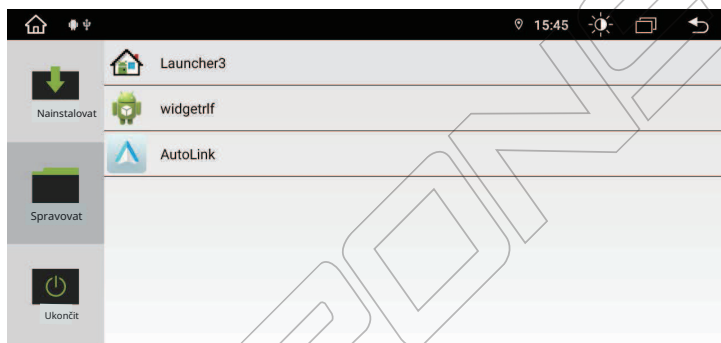 15:45
Launcher3
Nainstalovat
widgetrlf
AutoLink
Spravovat
Ukončit